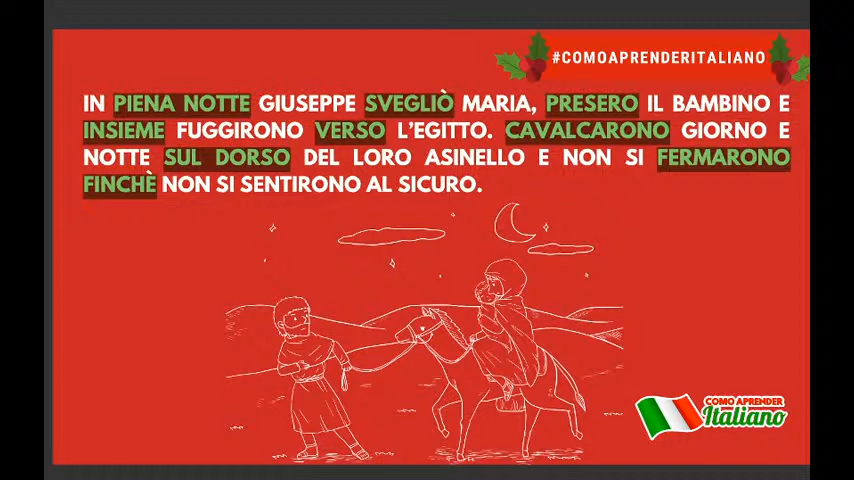 #COMOAPRENDERITALIANO
IN PIENA NOTTE GIUSEPPE SVEGLIÒ MARIA, PRESERO IL BAMBINO E
INSIEME FUGGIRONO VERSO L'EGITTO. CAVALCARONO GIORNO E
NOTTE SUL DORSO DEL LORO ASINELLO E NON SI FERMARONO
FINCHÈ NON SI SENTIRONO AL SICURO.
COMO APRENDER
Italiano